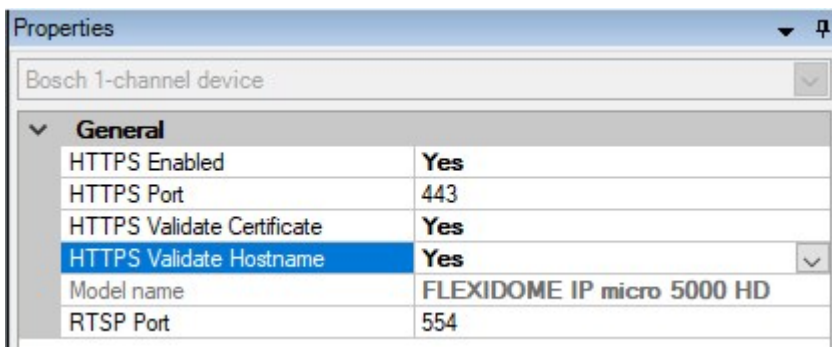 Properties
Bosch 1-channel device
General
HTTPS Enabled Yes
HTTPS Port 443
HTTPS Validate Certificate Yes
HTTPS Validate Hostname Yes
Model name FLEXIDOME IP micro 5000 HD
RTSP Port 554